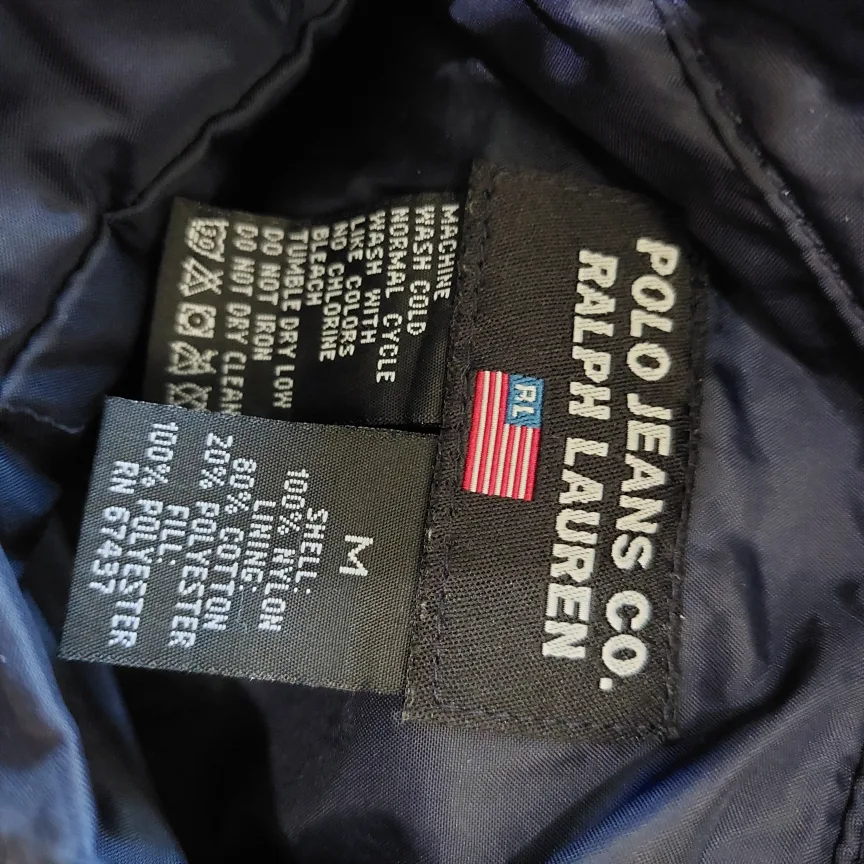 POLO JEANS CO.
RALPH LAUREN
RL
MACHINE
WASH COLD
NORMAL CYCLE
WASH WITH
LIKE COLORS
NO CHLORINE
BLEACH
TUMBLE DRY LOW
DO NOT IRON
DO NOT DRY CLEAN
30
M
SHELL:
100% NYLON
LINING:
80% COTTON
20% POLYESTER
FILL:
100% POLYESTER
RN 67437